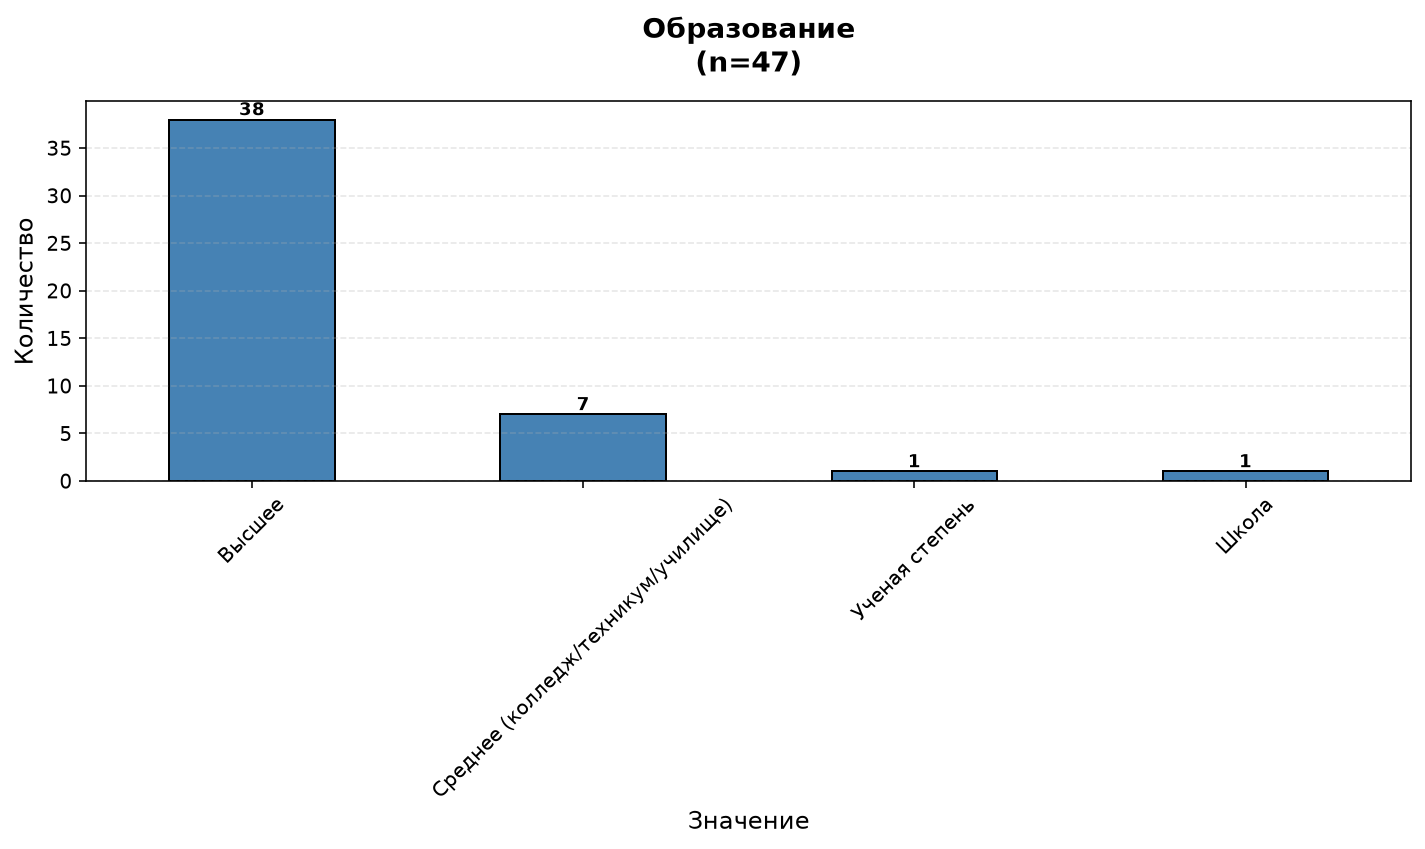 Образование
(n=47)
38
35
30
25
20
15
10
5
0
7
1
1
Количество
Высшее
Среднее (колледж/техникум/училище)
Ученая степень
Школа
Значение